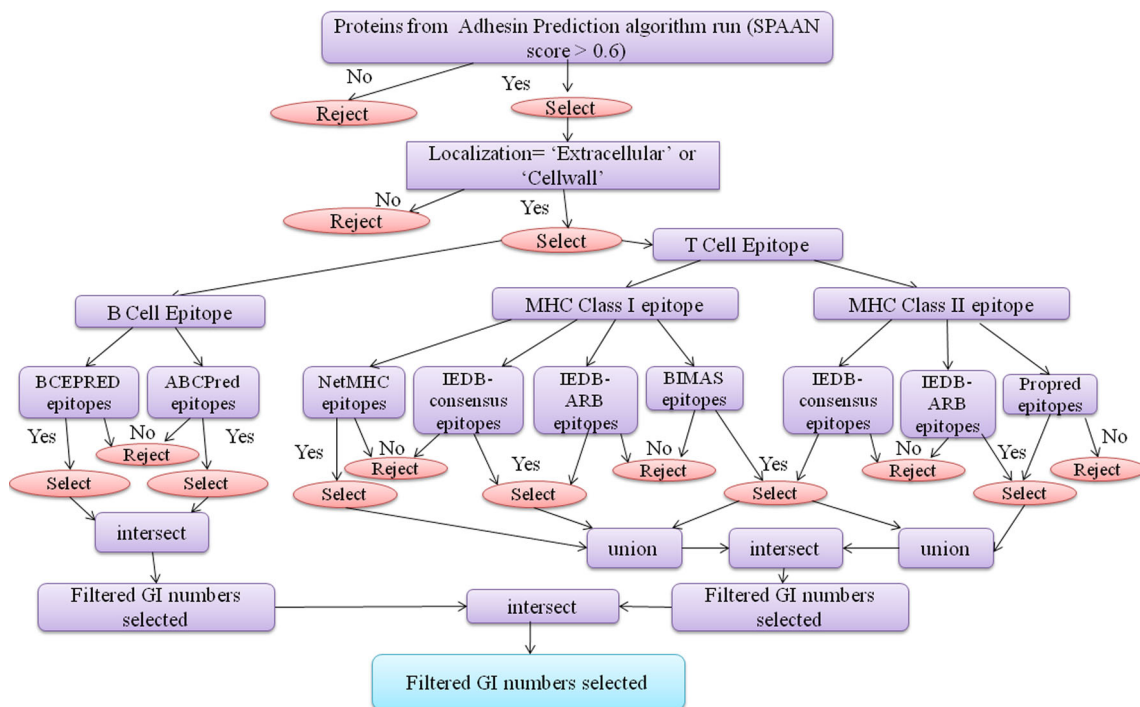 Proteins from Adhesin Prediction algorithm run (SPAAN
score > 0.6)
No
Yes
Reject
Select
Localization= ‘Extracellular’ or
‘Cellwall’
No
Yes
Reject
Select
T Cell Epitope
B Cell Epitope
MHC Class I epitope
MHC Class II epitope
BCEPRED
epitopes
ABCPred
epitopes
NetMHC
epitopes
IEDB-
consensus
epitopes
IEDB-
ARB
epitopes
BIMAS
epitopes
IEDB-
consensus
epitopes
IEDB-
ARB
epitopes
Propred
epitopes
Yes
No
Yes
Reject
Yes
No
Reject
Yes
No
Reject
Yes
No
Reject
No
Reject
Yes
Select
Select
Select
Select
Select
Select
intersect
union
intersect
union
Filtered GI numbers
selected
intersect
Filtered GI numbers
selected
Filtered GI numbers selected